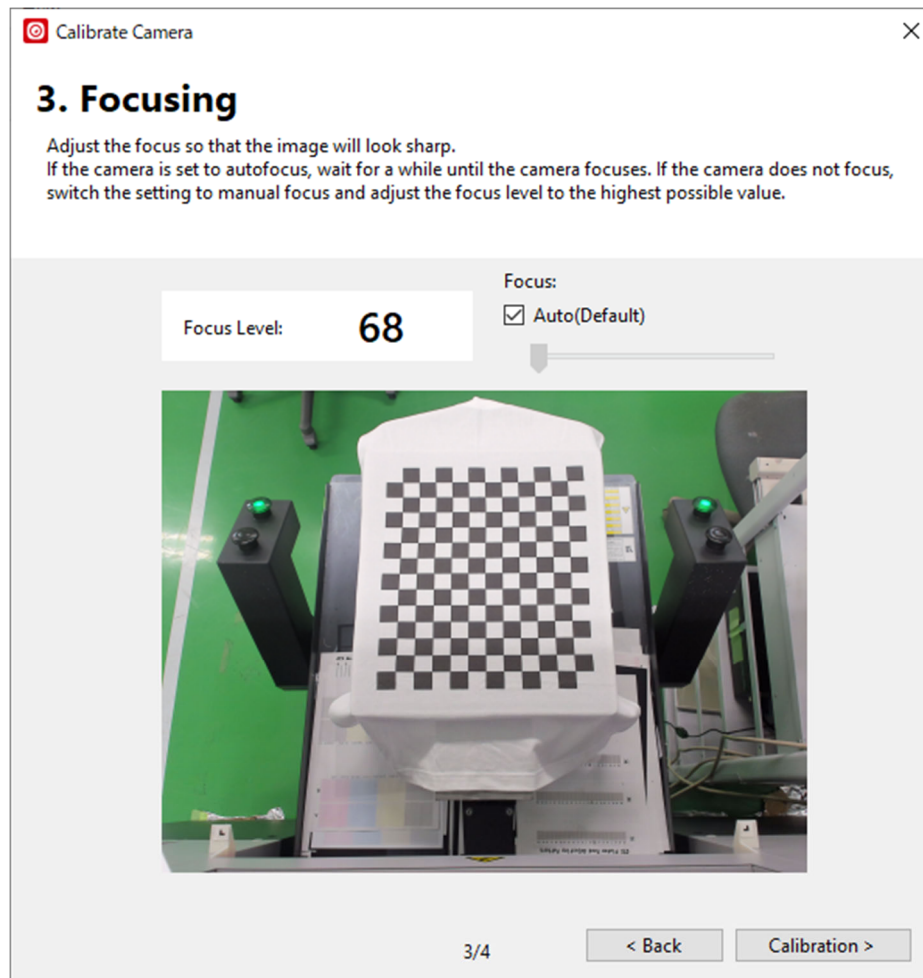 Calibrate Camera
3. Focusing
Adjust the focus so that the image will look sharp.
If the camera is set to autofocus, wait for a while until the camera focuses. If the camera does not focus,
switch the setting to manual focus and adjust the focus level to the highest possible value.
Focus:
Auto(Default)
Focus Level:
68
3/4
< Back
Calibration >